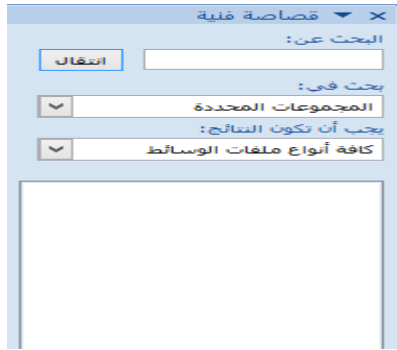 قصاصة فنية
البحث عن:
انتقال
بحث في:
المجموعات المحددة
يجب أن تكون النتائج:
كافة أنواع ملفات الوسائط